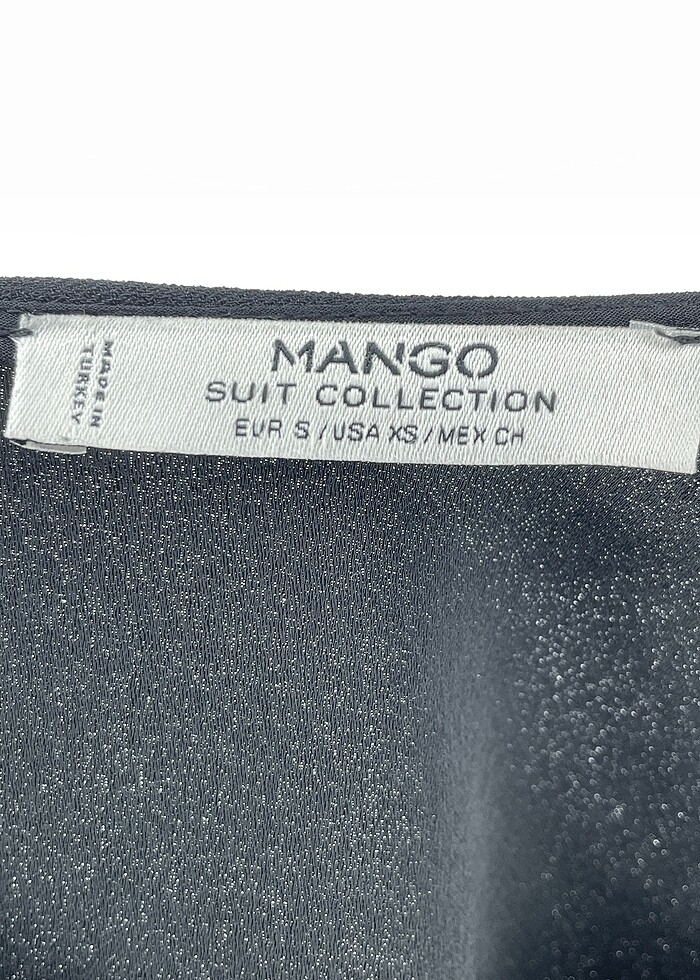 MANGO
SUIT COLLECTION
EUR S / USA XS / MEX CH
MADE IN
TURKEY